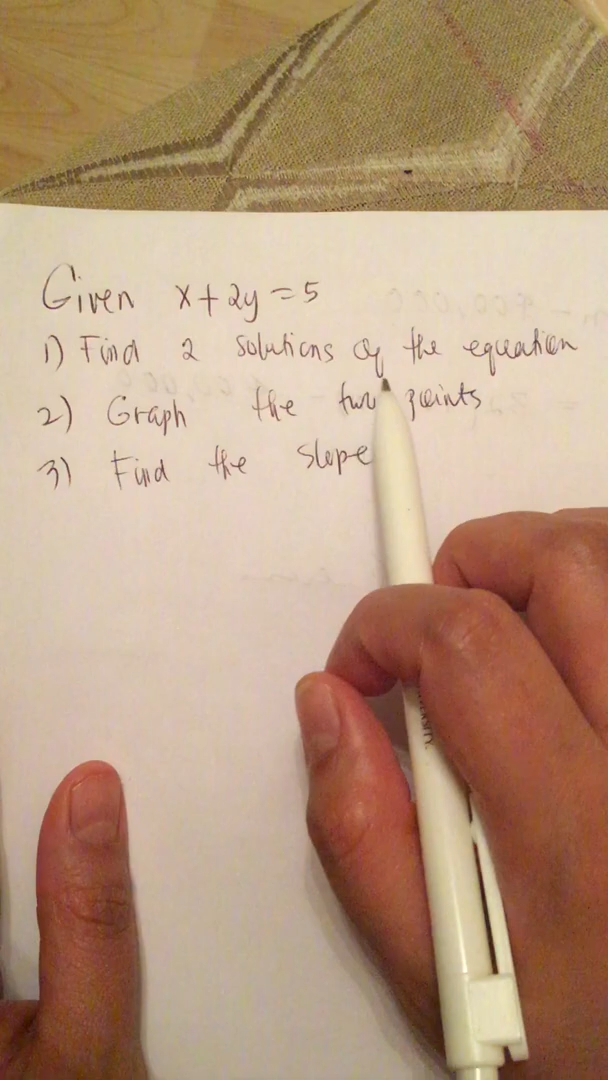 Given x+2y=5
1) Find 2 solutions of the equation
2) Graph the two points
3) Find the slope